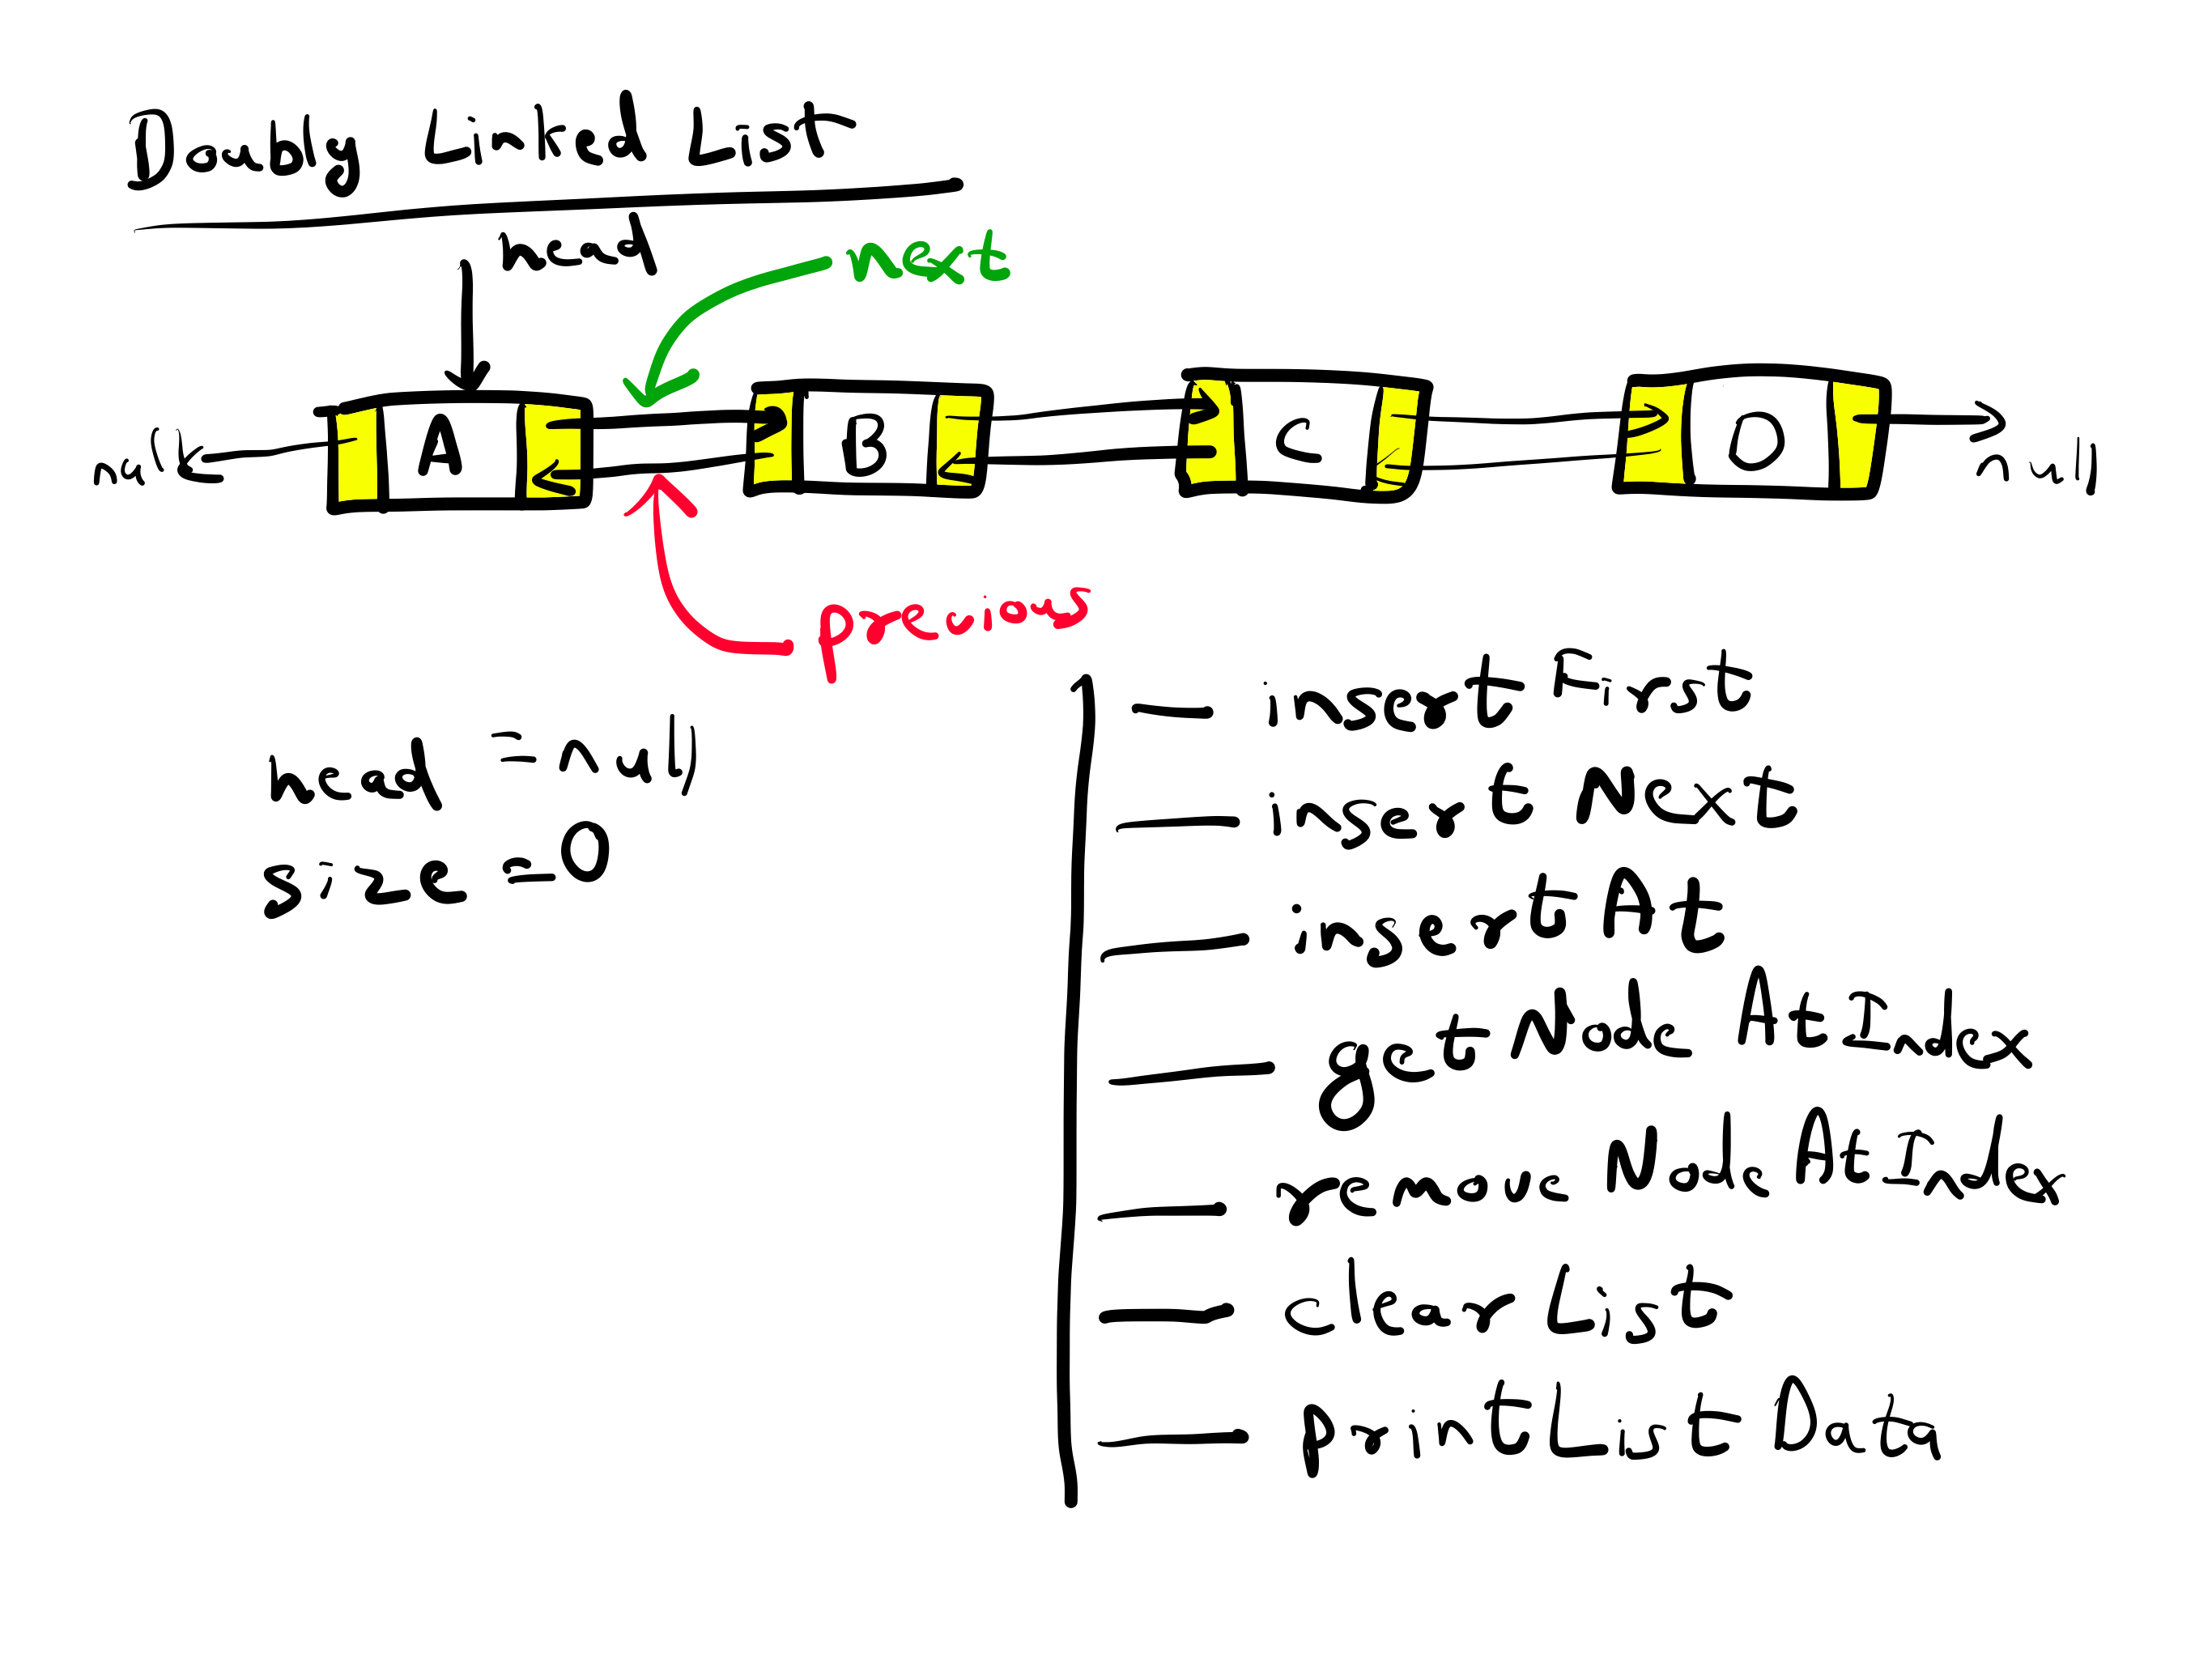 Doubly Linked List
head
next
null A B C D null
previous
head = null
size = 0
insertFirst
insertNext
insertAt
getNodeAtIndex
removeNodeAtIndex
clearList
printListData